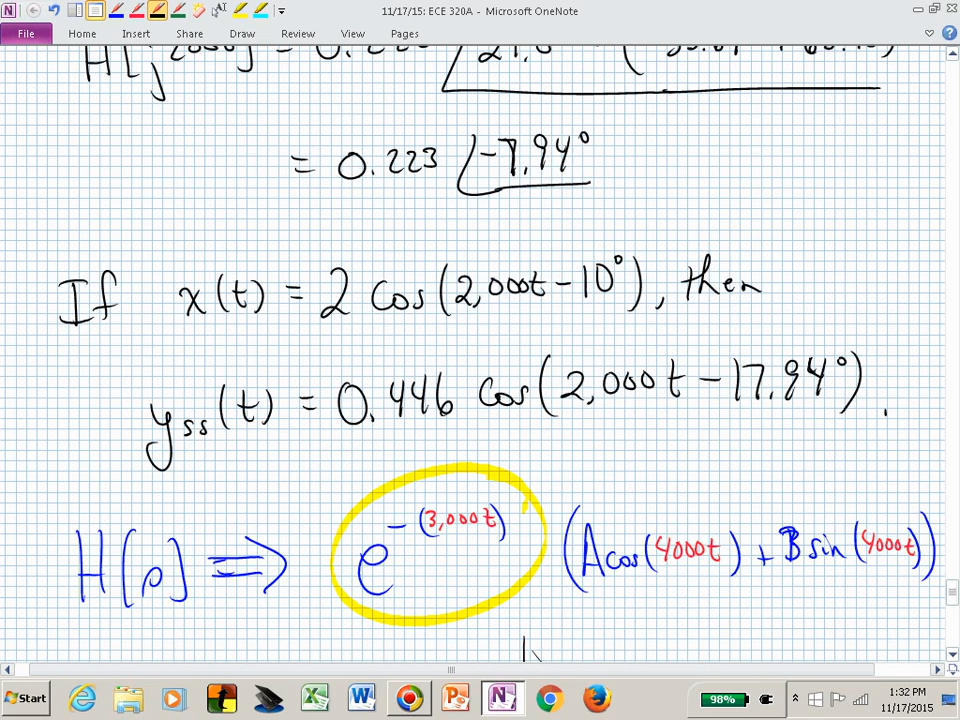 11/17/15: ECE 320A - Microsoft OneNote
File Home Insert Share Draw Review View Pages
= 0.223 ∠-7.94°
If x(t) = 2 cos(2,000t - 10°), then
yss(t) = 0.446 cos(2,000t - 17.94°).
H[ρ] ⇒ e^-(3,000t) (A cos(4000t) + B sin(4000t))
Start 98% 1:32 PM
11/17/2015